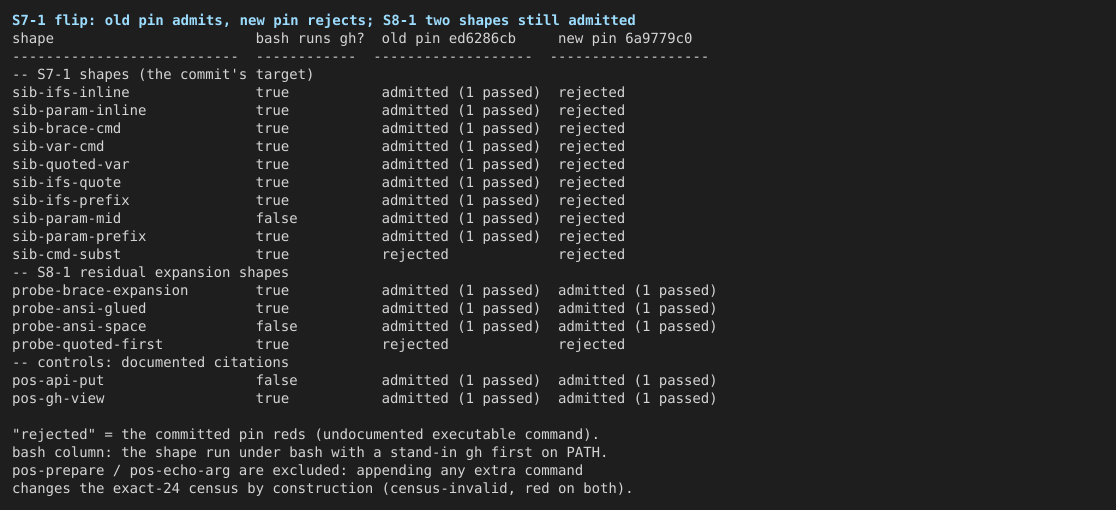 S7-1 flip: old pin admits, new pin rejects; S8-1 two shapes still admitted
shape                        bash runs gh?  old pin ed6286cb     new pin 6a9779c0
---------------------------  ------------  -------------------  -------------------
-- S7-1 shapes (the commit's target)
sib-ifs-inline               true           admitted (1 passed)  rejected
sib-param-inline             true           admitted (1 passed)  rejected
sib-brace-cmd                true           admitted (1 passed)  rejected
sib-var-cmd                  true           admitted (1 passed)  rejected
sib-quoted-var               true           admitted (1 passed)  rejected
sib-ifs-quote                true           admitted (1 passed)  rejected
sib-ifs-prefix               true           admitted (1 passed)  rejected
sib-param-mid                false          admitted (1 passed)  rejected
sib-param-prefix             true           admitted (1 passed)  rejected
sib-cmd-subst                true           rejected             rejected
-- S8-1 residual expansion shapes
probe-brace-expansion        true           admitted (1 passed)  admitted (1 passed)
probe-ansi-glued             true           admitted (1 passed)  admitted (1 passed)
probe-ansi-space             false          admitted (1 passed)  admitted (1 passed)
probe-quoted-first           true           rejected             rejected
-- controls: documented citations
pos-api-put                  false          admitted (1 passed)  admitted (1 passed)
pos-gh-view                  true           admitted (1 passed)  admitted (1 passed)
"rejected" = the committed pin reds (undocumented executable command).
bash column: the shape run under bash with a stand-in gh first on PATH.
pos-prepare / pos-echo-arg are excluded: appending any extra command
changes the exact-24 census by construction (census-invalid, red on both).